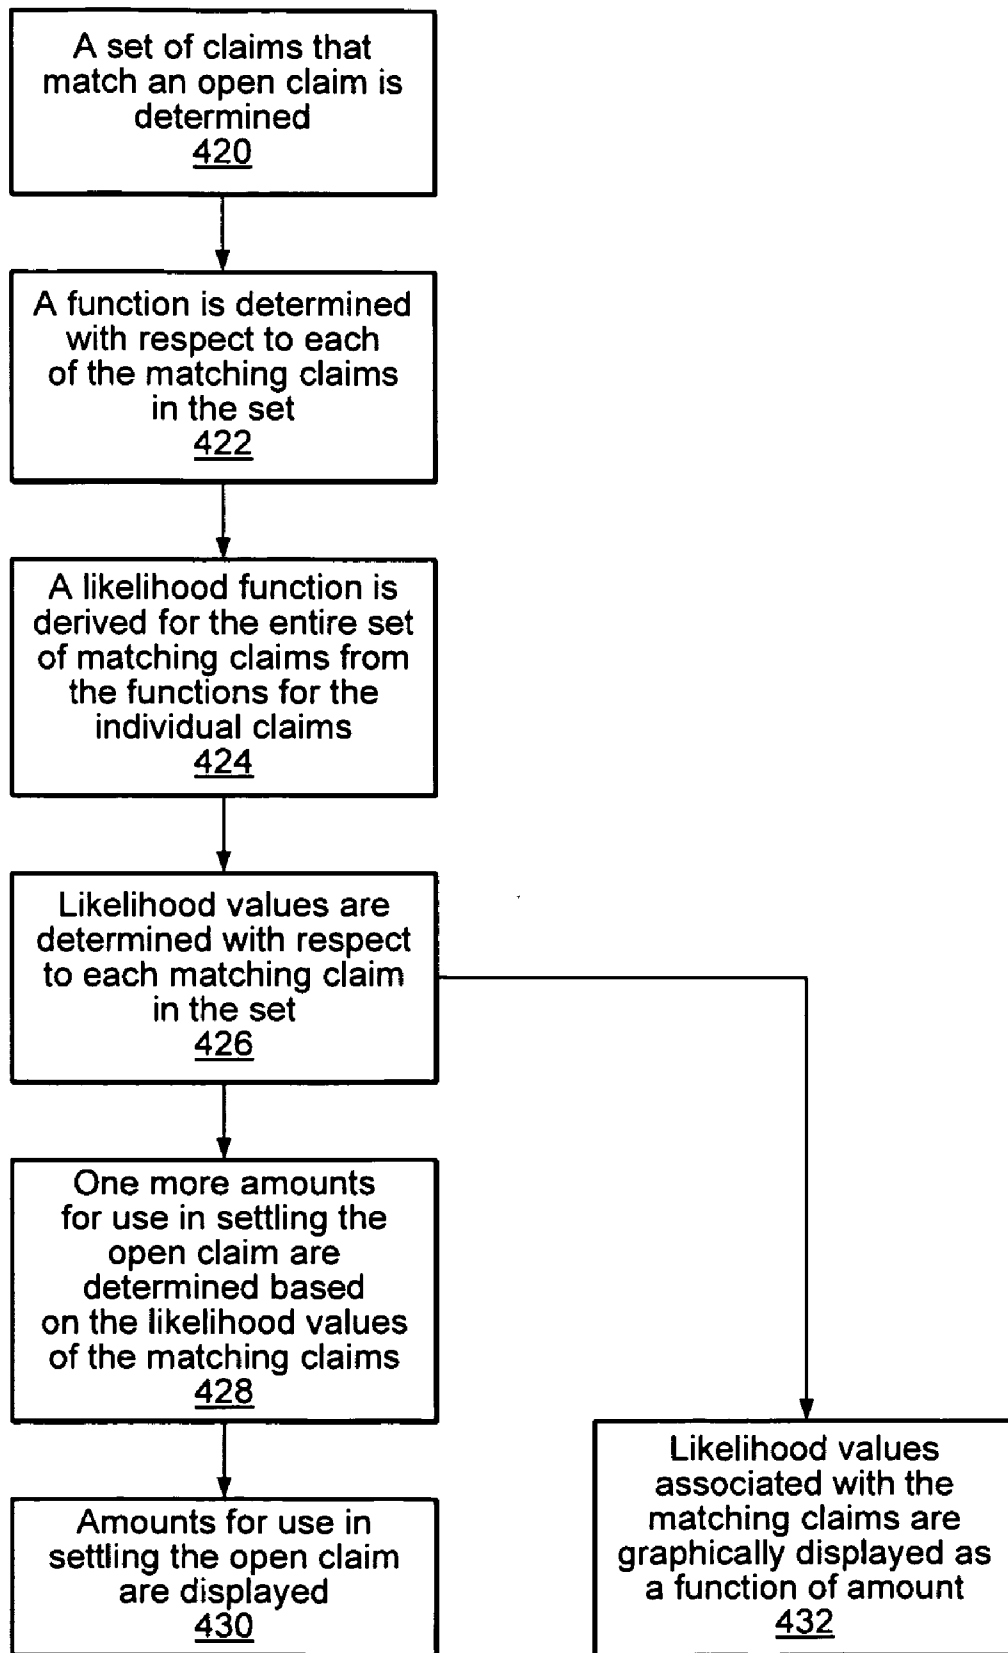 A set of claims that
match an open claim is
determined
420
A function is determined
with respect to each
of the matching claims
in the set
422
A likelihood function is
derived for the entire set
of matching claims from
the functions for the
individual claims
424
Likelihood values are
determined with respect
to each matching claim
in the set
426
One more amounts
for use in settling the
open claim are
determined based
on the likelihood values
of the matching claims
428
Amounts for use in
settling the open claim
are displayed
430
Likelihood values
associated with the
matching claims are
graphically displayed as
a function of amount
432